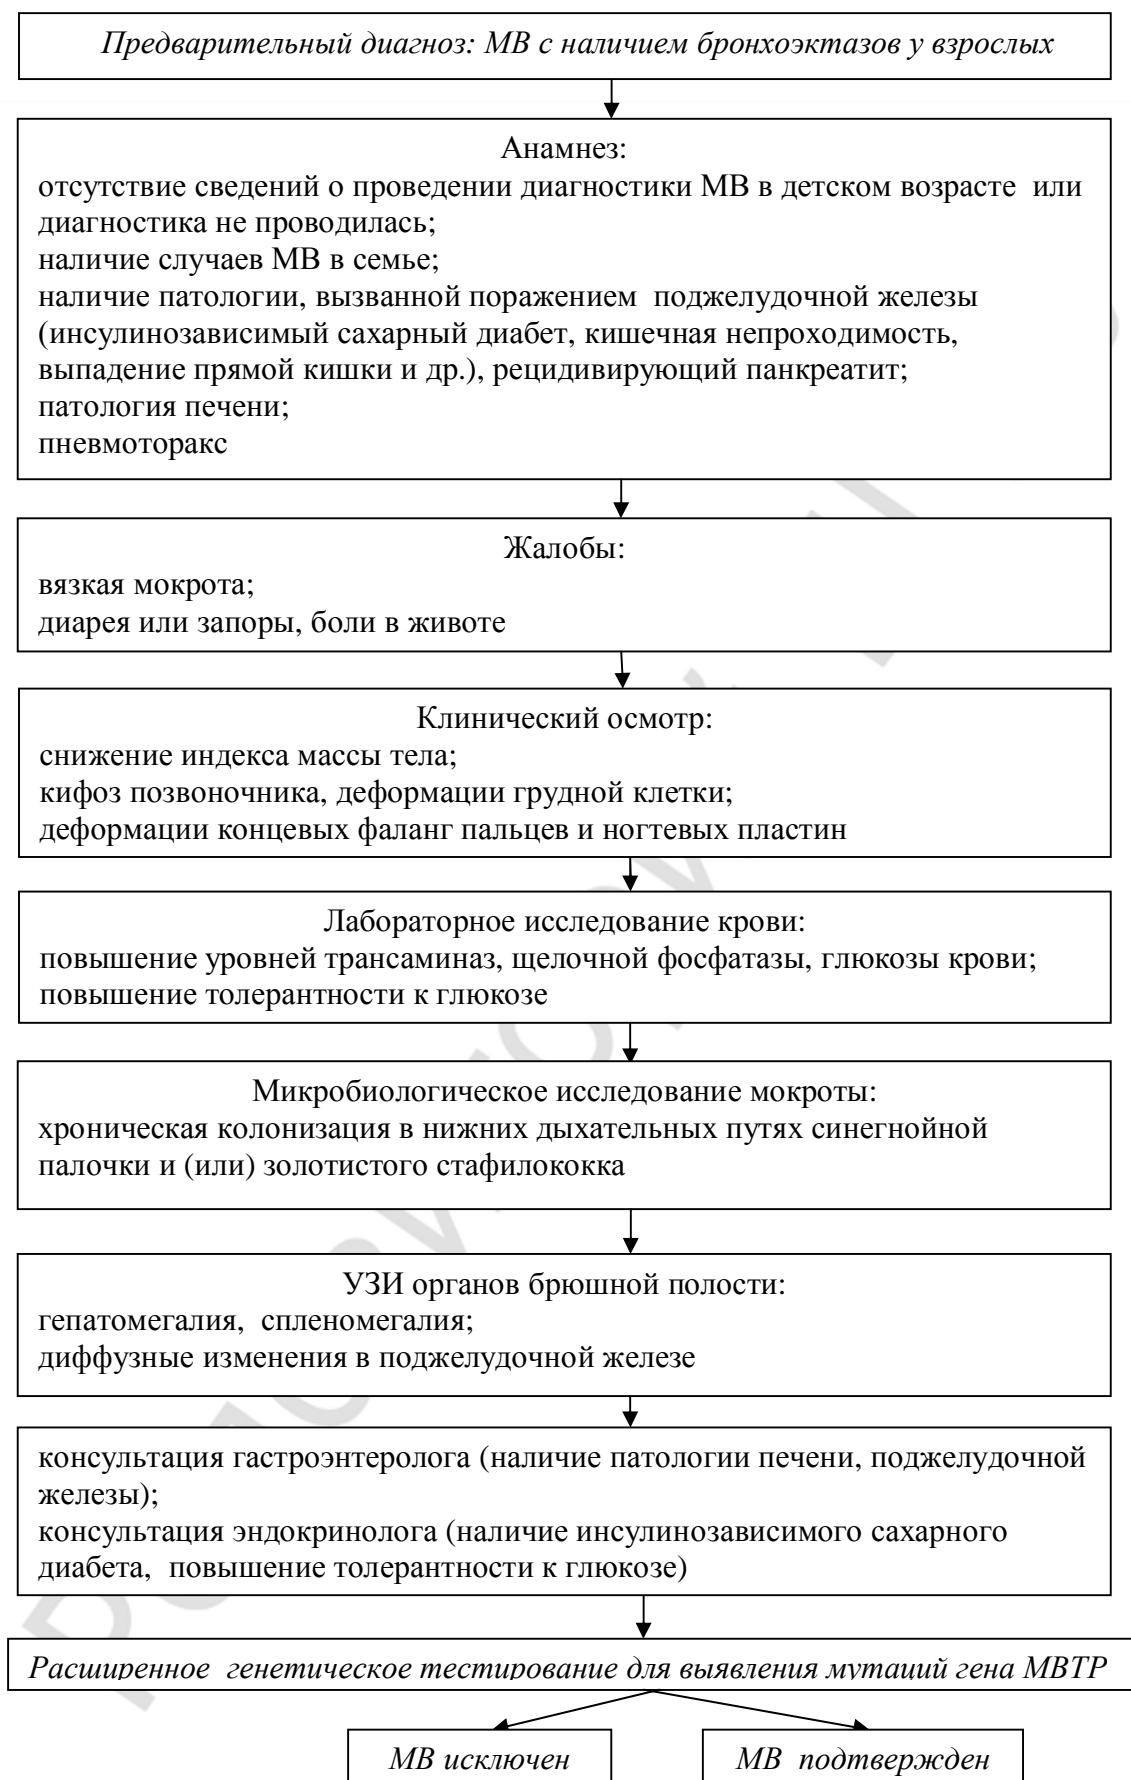 Предварительный диагноз: МВ с наличием бронхоэктазов у взрослых
Анамнез:
отсутствие сведений о проведении диагностики МВ в детском возрасте или
диагностика не проводилась;
наличие случаев МВ в семье;
наличие патологии, вызванной поражением поджелудочной железы
(инсулинозависимый сахарный диабет, кишечная непроходимость,
выпадение прямой кишки и др.), рецидивирующий панкреатит;
патология печени;
пневмоторакс
Жалобы:
вязкая мокрота;
диарея или запоры, боли в животе
Клинический осмотр:
снижение индекса массы тела;
кифоз позвоночника, деформации грудной клетки;
деформации концевых фаланг пальцев и ногтевых пластин
Лабораторное исследование крови:
повышение уровней трансаминаз, щелочной фосфатазы, глюкозы крови;
повышение толерантности к глюкозе
Микробиологическое исследование мокроты:
хроническая колонизация в нижних дыхательных путях синегнойной
палочки и (или) золотистого стафилококка
УЗИ органов брюшной полости:
гепатомегалия, спленомегалия;
диффузные изменения в поджелудочной железе
консультация гастроэнтеролога (наличие патологии печени, поджелудочной
железы);
консультация эндокринолога (наличие инсулинозависимого сахарного
диабета, повышение толерантности к глюкозе)
Расширенное генетическое тестирование для выявления мутаций гена МВТР
МВ исключен
МВ подтвержден